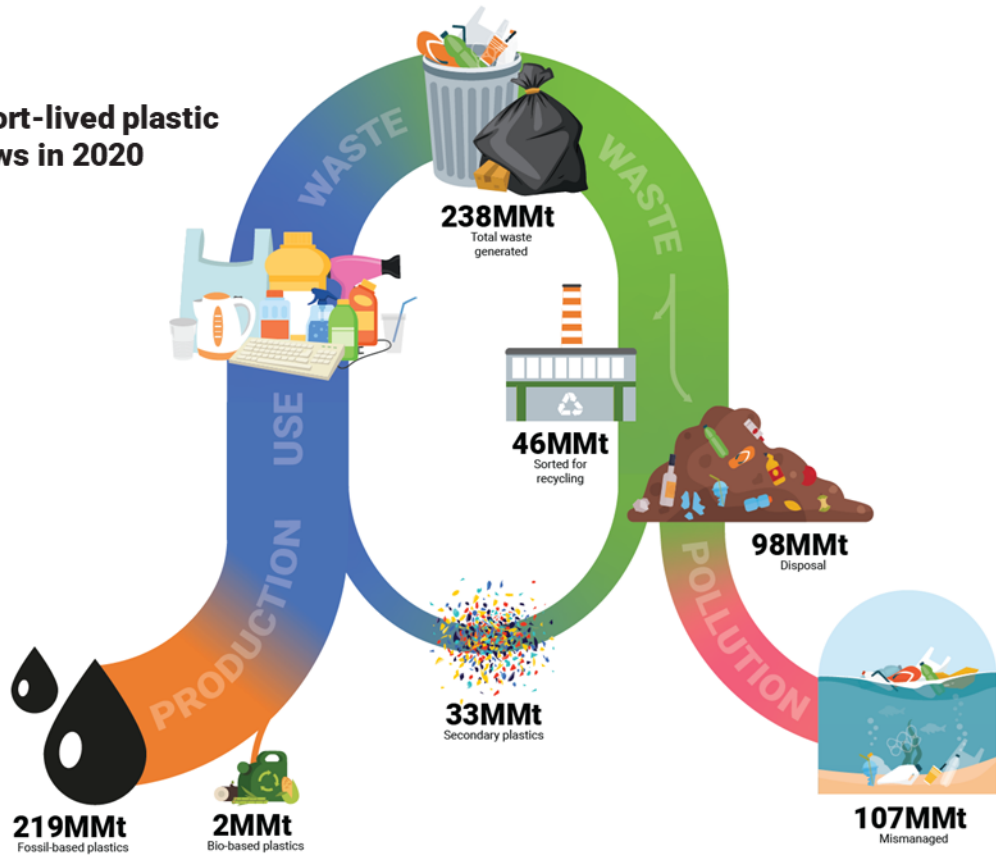 ort-lived plastic
ws in 2020
WASTE
WASTE
238MMt
Total waste
generated
USE
46MMt
Sorted for
recycling
98MMt
Disposal
PRODUCTION
POLLUTION
33MMt
Secondary plastics
219MMt
Fossil-based plastics
2MMt
Bio-based plastics
107MMt
Mismanaged